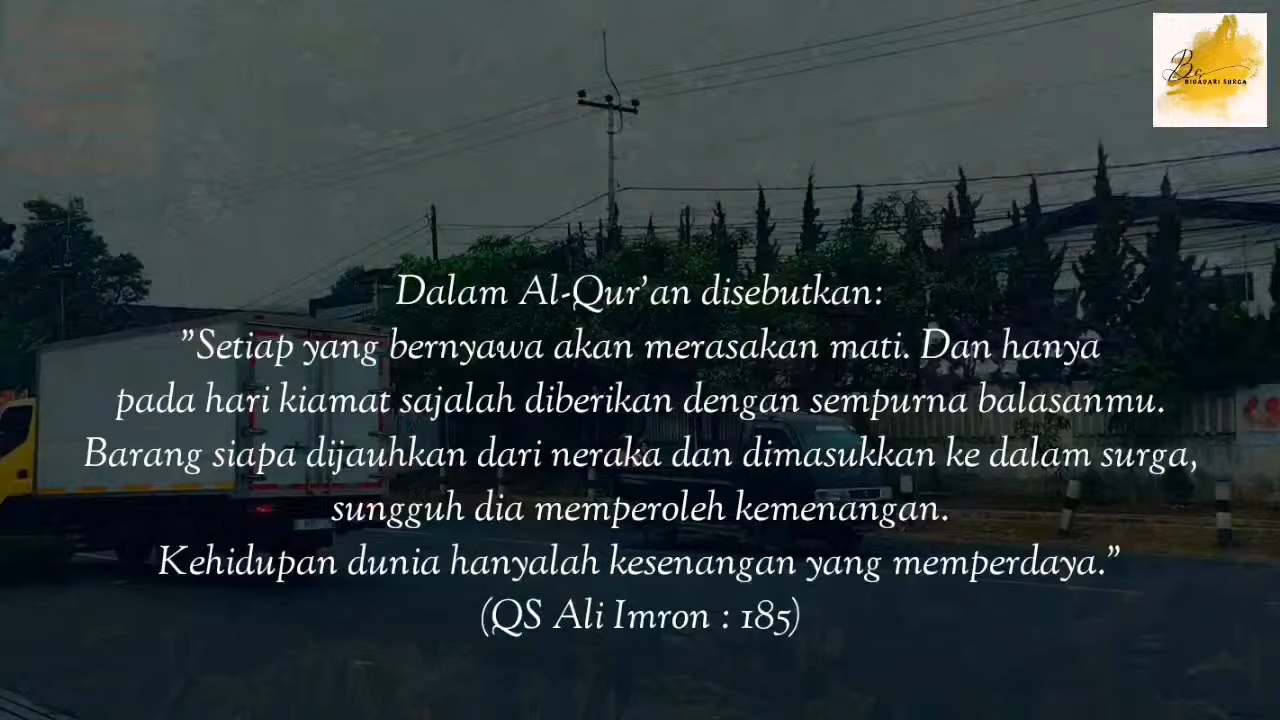 Bs
BIDADARI SURGA
Dalam Al-Qur'an disebutkan:
"Setiap yang bernyawa akan merasakan mati. Dan hanya
pada hari kiamat sajalah diberikan dengan sempurna balasanmu.
Barang siapa dijauhkan dari neraka dan dimasukkan ke dalam surga,
sungguh dia memperoleh kemenangan.
Kehidupan dunia hanyalah kesenangan yang memperdaya."
(QS Ali Imron : 185)